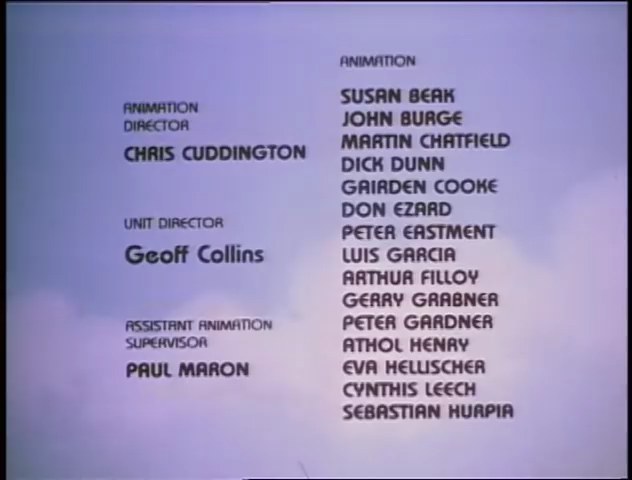 ANIMATION
DIRECTOR
CHRIS CUDDINGTON
UNIT DIRECTOR
Geoff Collins
ASSISTANT ANIMATION
SUPERVISOR
PAUL MARON
ANIMATION
SUSAN BEAK
JOHN BURGE
MARTIN CHATFIELD
DICK DUNN
GAIRDEN COOKE
DON EZARD
PETER EASTMENT
LUIS GARCIA
ARTHUR FILLOY
GERRY GRABNER
PETER GARDNER
ATHOL HENRY
EVA HELLISCHER
CYNTHIS LEECH
SEBASTIAN HURPIA